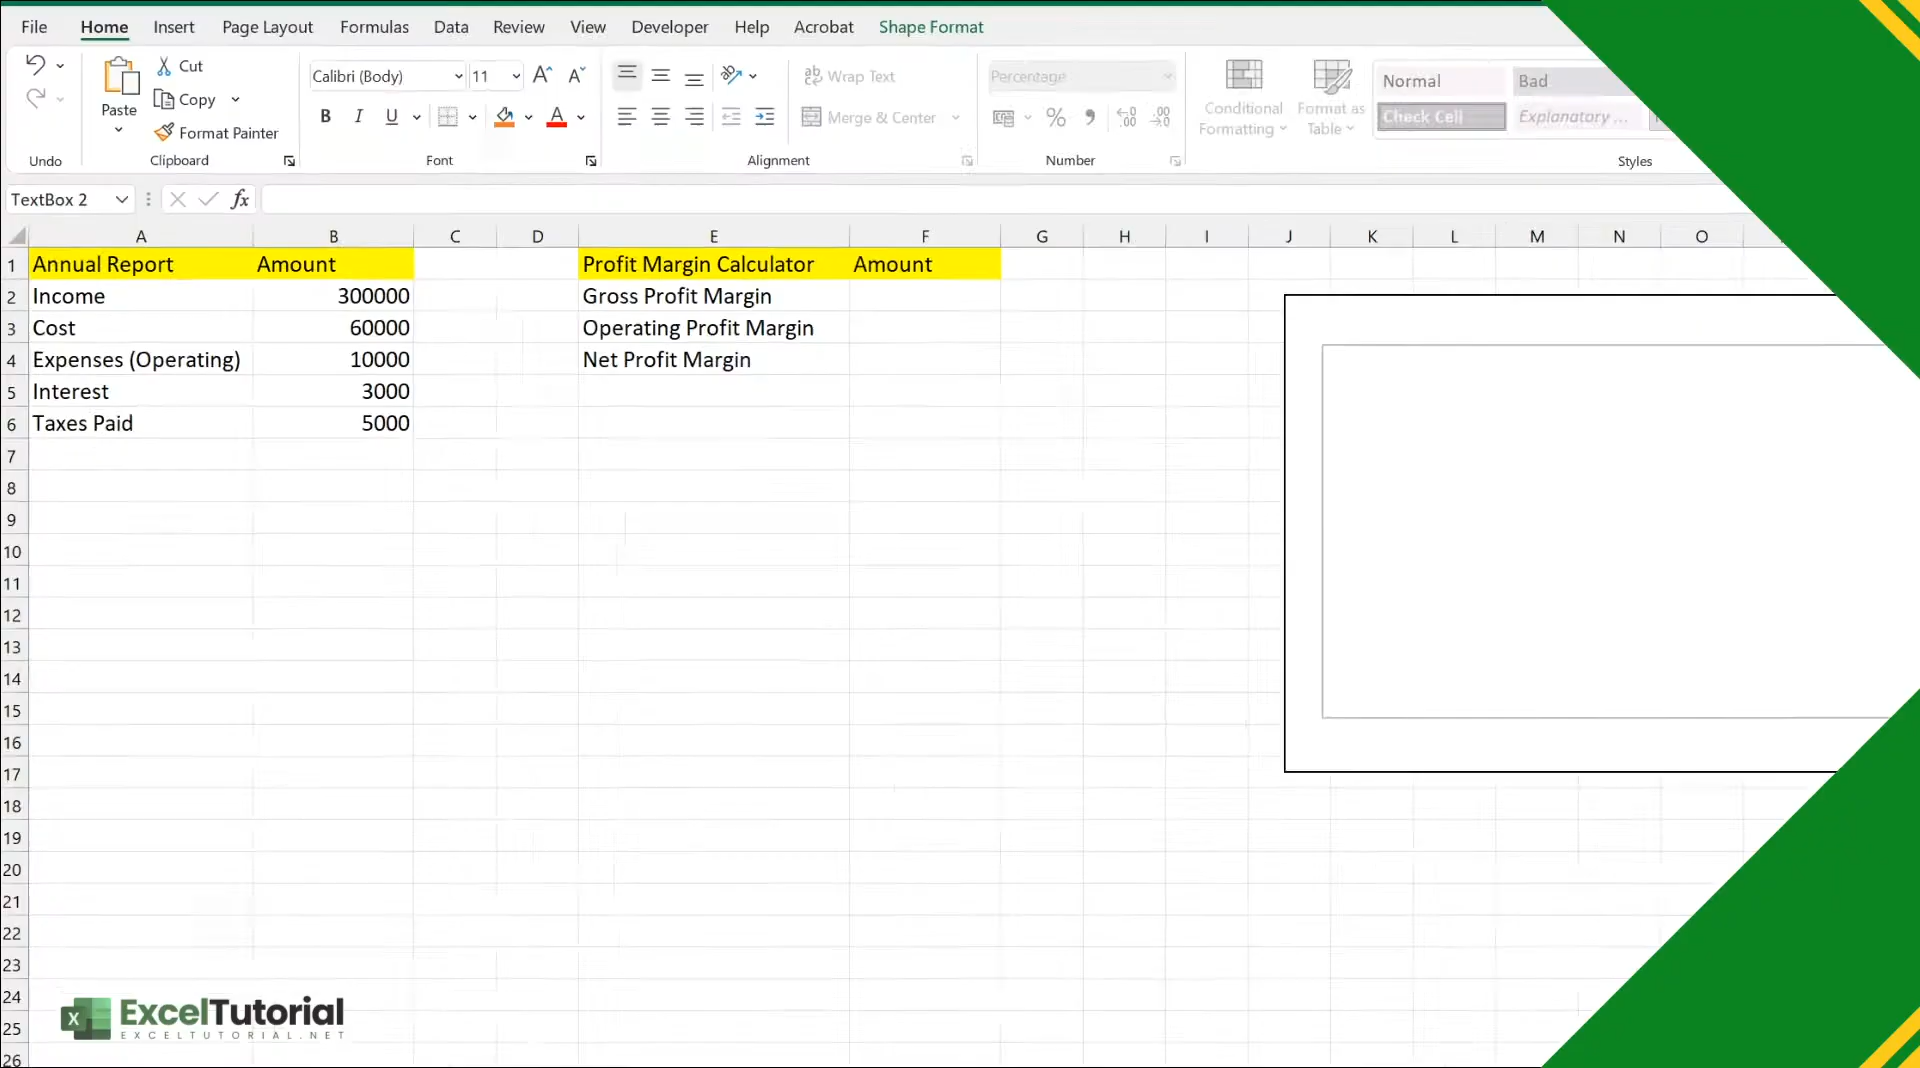 File Home Insert Page Layout Formulas Data Review View Developer Help Acrobat Shape Format
Cut
Copy
Format Painter
Paste
Undo
Clipboard
Calibri (Body) 11
B I U
Font
Wrap Text
Merge & Center
Alignment
Percentage
Number
Conditional Formatting
Format as Table
Normal Bad
Check Cell Explanatory ...
Styles
TextBox 2
fx
A B C D E F G H I J K L M N O
1 Annual Report Amount Profit Margin Calculator Amount
2 Income 300000 Gross Profit Margin
3 Cost 60000 Operating Profit Margin
4 Expenses (Operating) 10000 Net Profit Margin
5 Interest 3000
6 Taxes Paid 5000
7
8
9
10
11
12
13
14
15
16
17
18
19
20
21
22
23
24
25
26
X ExcelTutorial
EXCELTUTORIAL.NET